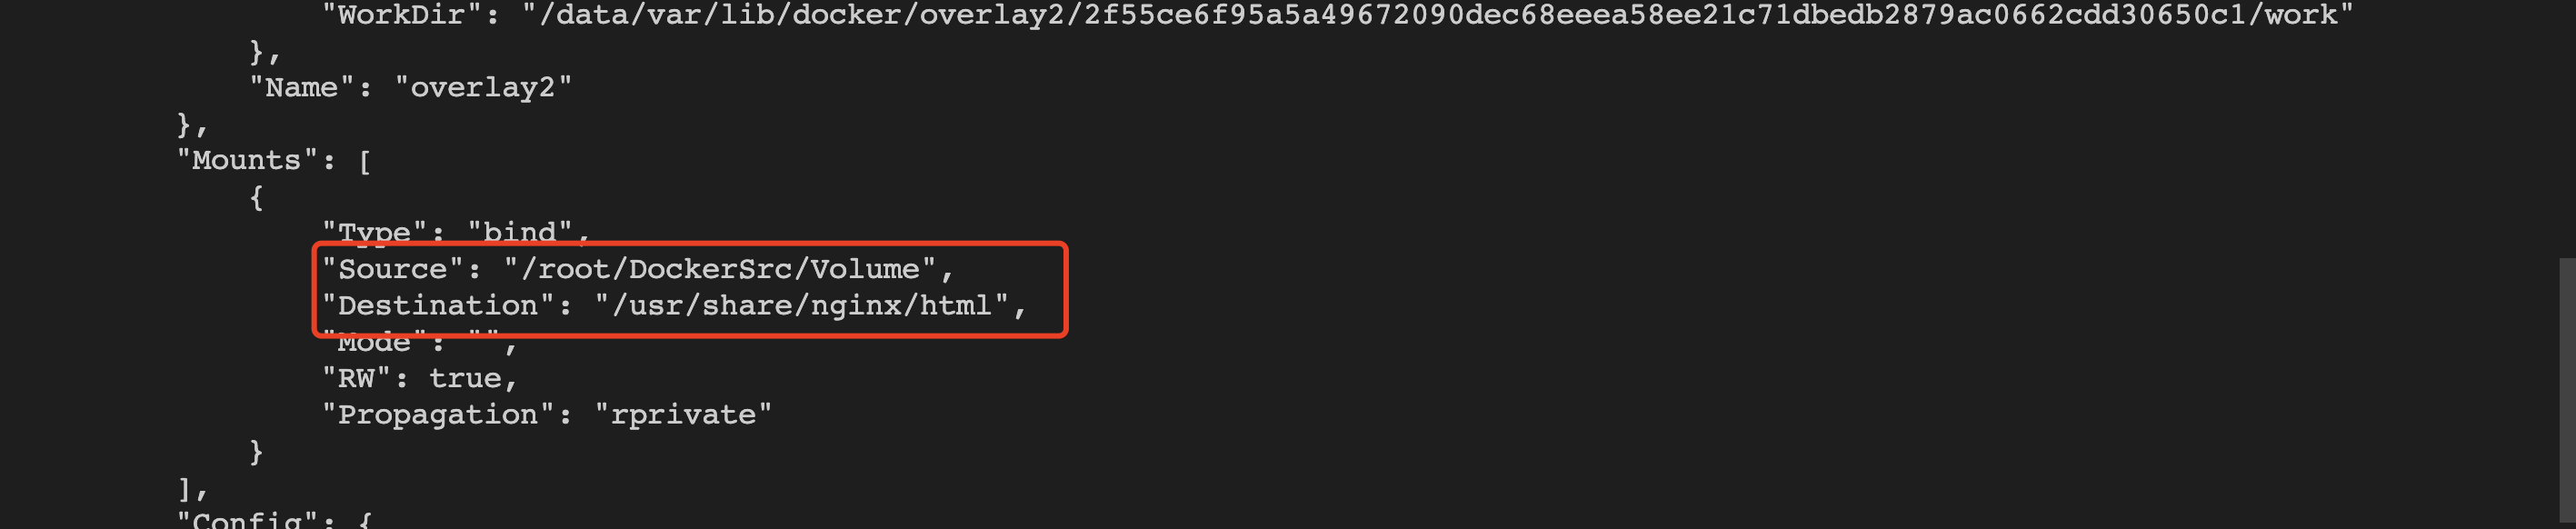 "WorkDir": "/data/var/lib/docker/overlay2/2f55ce6f95a5a49672090dec68eeea58ee21c71dbedb2879ac0662cdd30650c1/work"
},
"Name": "overlay2"
},
"Mounts": [
{
"Type": "bind",
"Source": "/root/DockerSrc/Volume",
"Destination": "/usr/share/nginx/html",
"Mode": "",
"RW": true,
"Propagation": "rprivate"
}
],
"Config": {